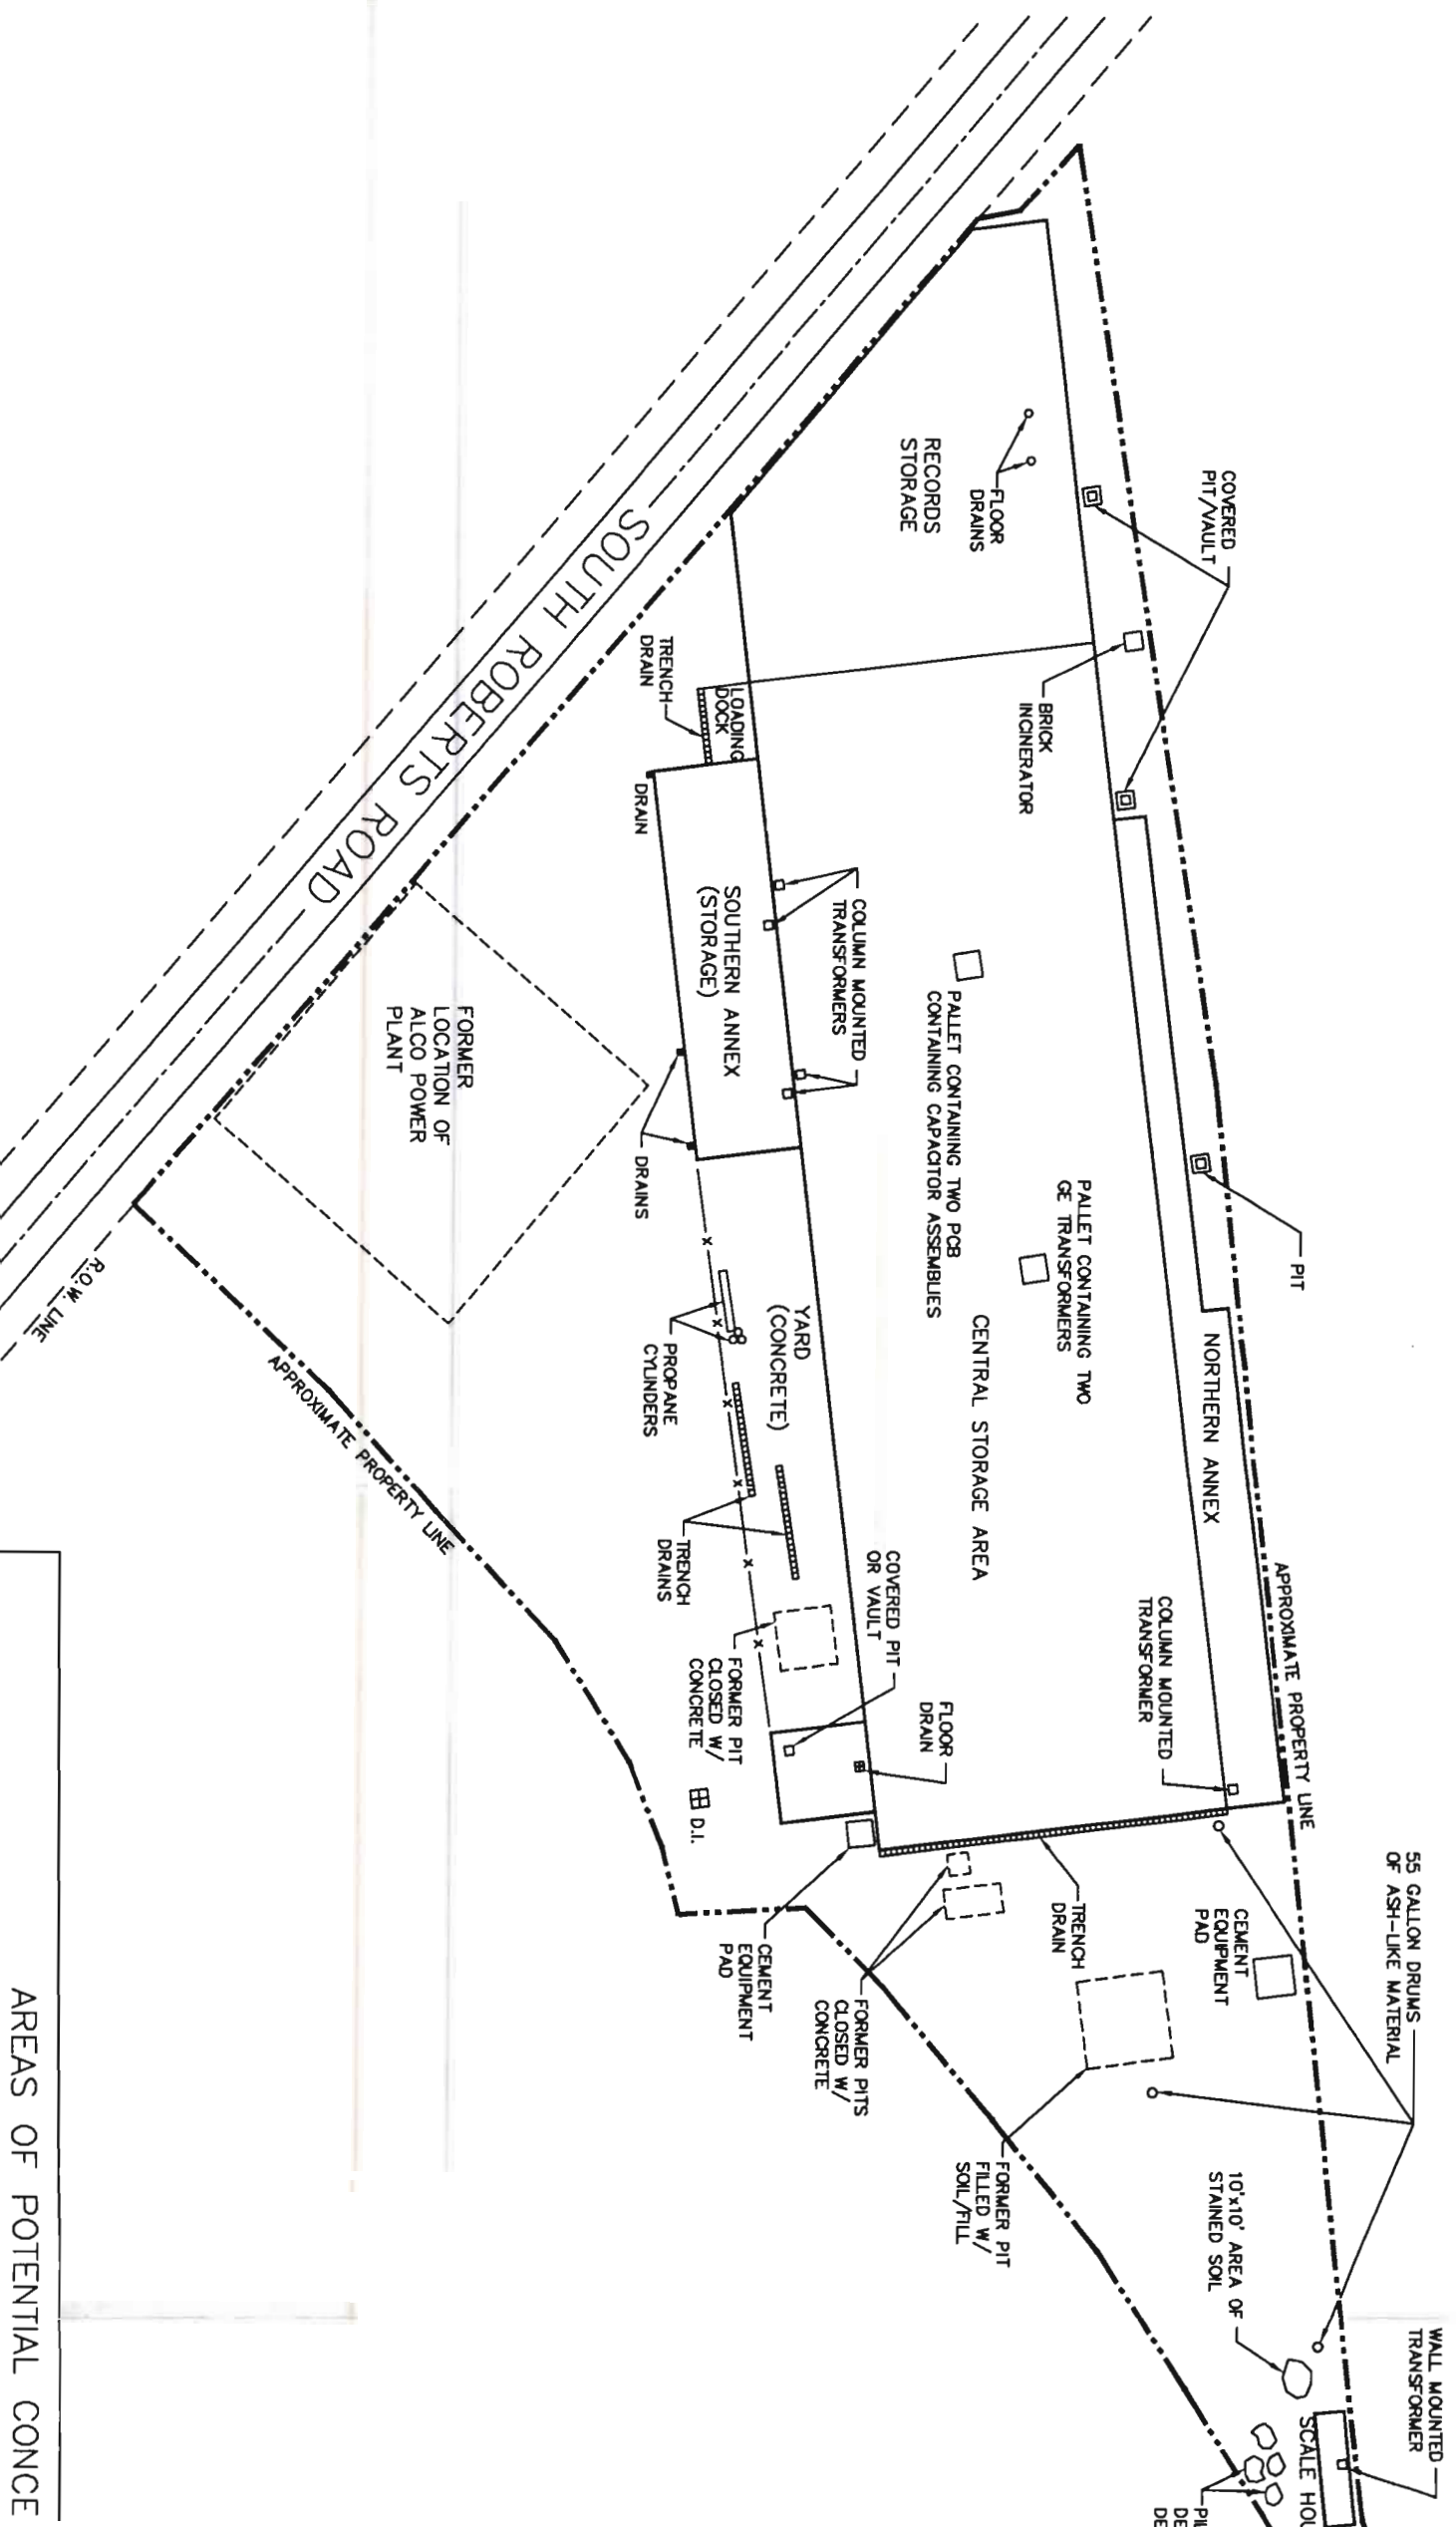 WALL MOUNTED
TRANSFORMER
55 GALLON DRUMS
OF ASH-LIKE MATERIAL
COVERED
PIT/VAULT
PIT
APPROXIMATE PROPERTY LINE
SCALE HOU
10'x10' AREA OF
STAINED SOIL
NORTHERN ANNEX
CEMENT
EQUIPMENT
PAD
COLUMN MOUNTED
TRANSFORMER
PIL
DE
DE
BRICK
INCINERATOR
PALLET CONTAINING TWO
GE TRANSFORMERS
TRENCH
DRAIN
FLOOR
DRAINS
RECORDS
STORAGE
CENTRAL STORAGE AREA
PALLET CONTAINING TWO PCB
CONTAINING CAPACITOR ASSEMBLIES
FLOOR
DRAIN
FORMER PIT
FILLED W/
SOIL/FILL
COVERED PIT
OR VAULT
COLUMN MOUNTED
TRANSFORMERS
FORMER PITS
CLOSED W/
CONCRETE
YARD
(CONCRETE)
LOADING
DOCK
SOUTHERN ANNEX
(STORAGE)
CEMENT
EQUIPMENT
PAD
FORMER PIT
CLOSED W/
CONCRETE
D.I.
TRENCH
DRAIN
DRAIN
DRAINS
PROPANE
CYLINDERS
TRENCH
DRAINS
SOUTH ROBERTS ROAD
FORMER
LOCATION OF
ALCO POWER
PLANT
APPROXIMATE PROPERTY LINE
R.O.W. LINE
AREAS OF POTENTIAL CONCE